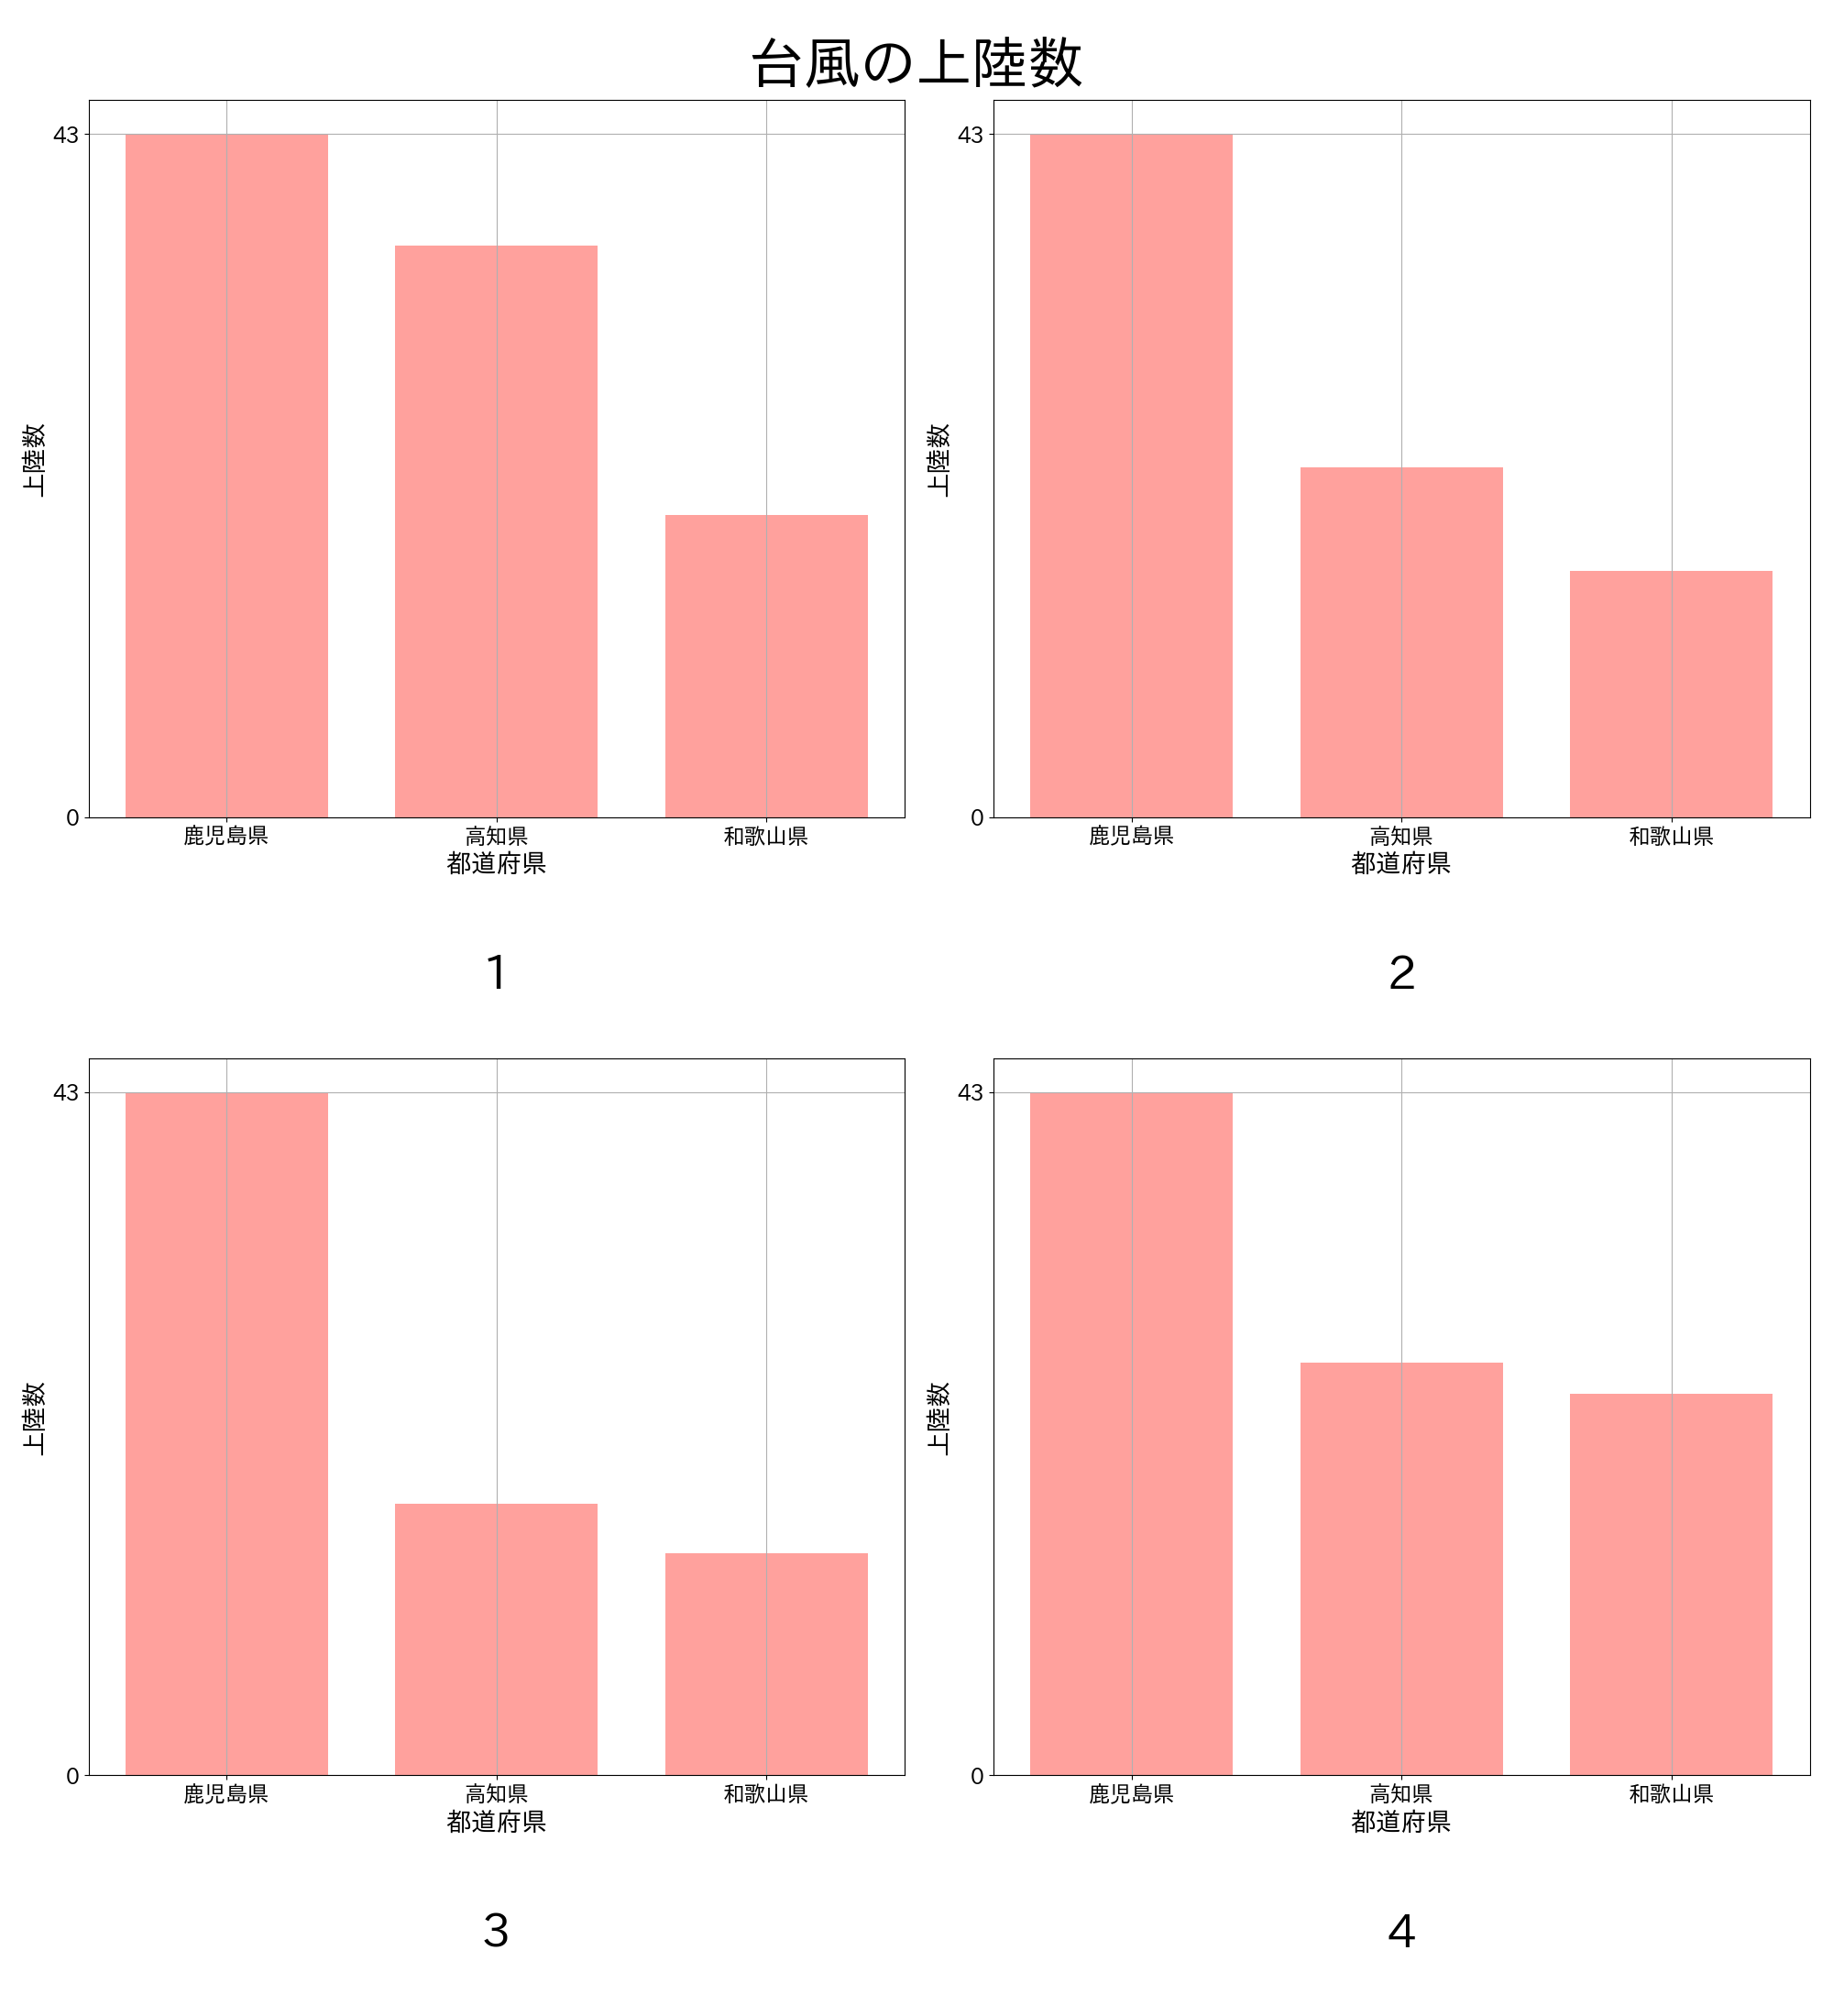 台風の上陸数
43
0
上陸数
鹿児島県 高知県 和歌山県
都道府県
1
43
0
上陸数
鹿児島県 高知県 和歌山県
都道府県
2
43
0
上陸数
鹿児島県 高知県 和歌山県
都道府県
3
43
0
上陸数
鹿児島県 高知県 和歌山県
都道府県
4